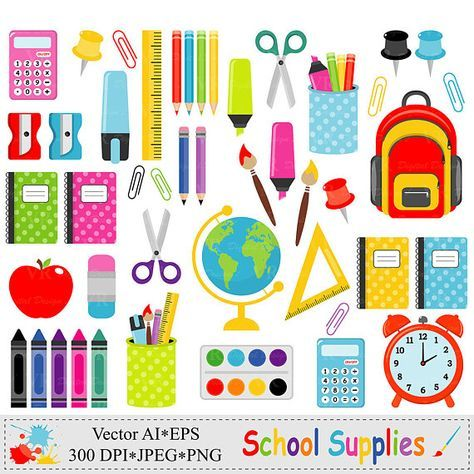 Vector AI*EPS
300 DPI*JPEG*PNG
School Supplies